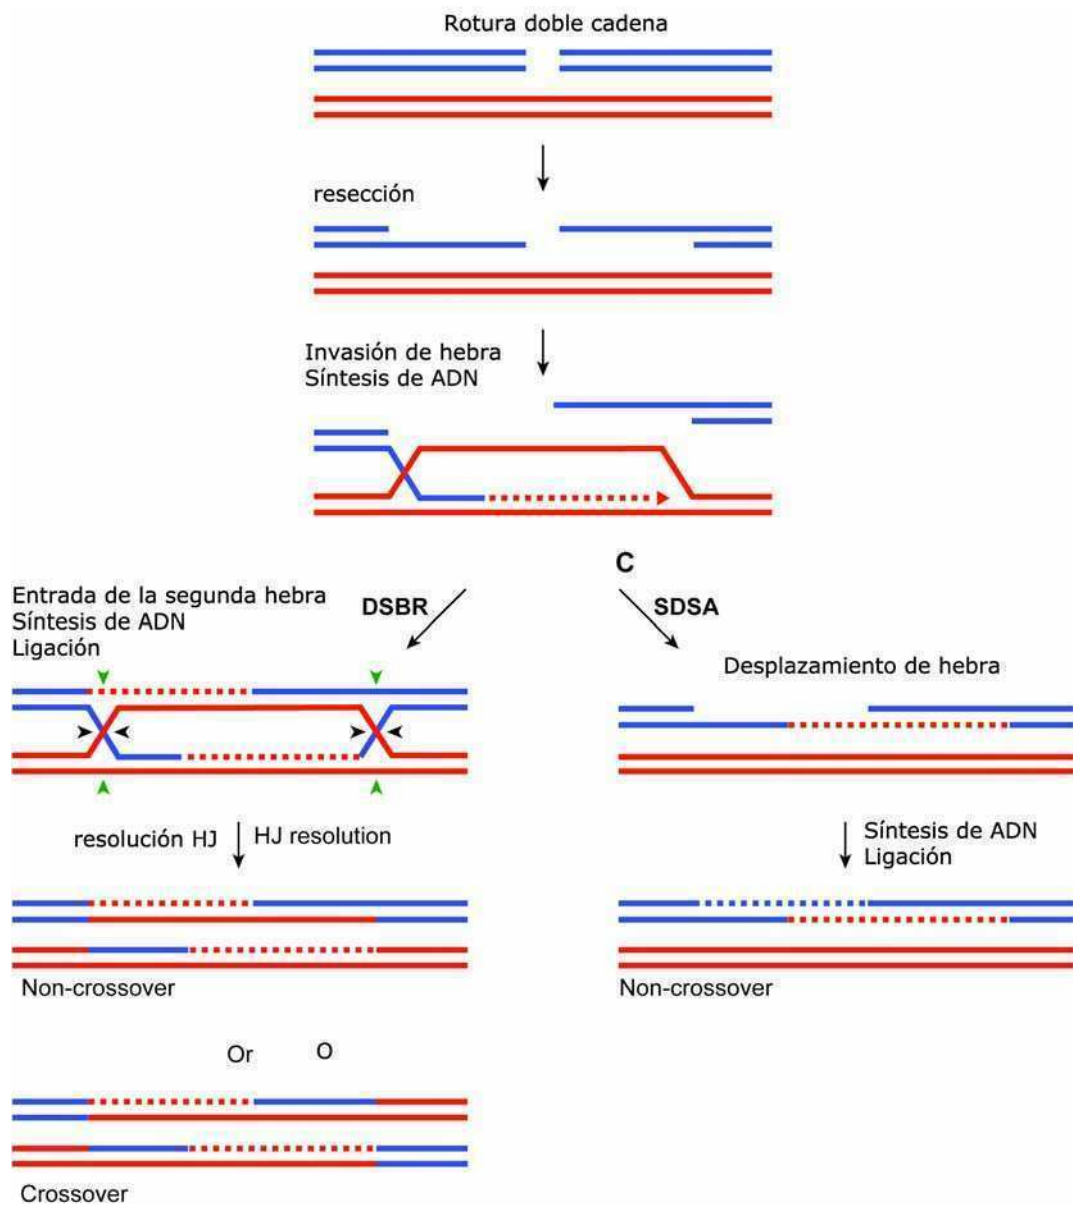 Rotura doble cadena
resección
Invasión de hebra
Síntesis de ADN
C
DSBR
SDSA
Entrada de la segunda hebra
Síntesis de ADN
Ligación
Desplazamiento de hebra
resolución HJ
HJ resolution
Síntesis de ADN
Ligación
Non-crossover
Non-crossover
Or
O
Crossover